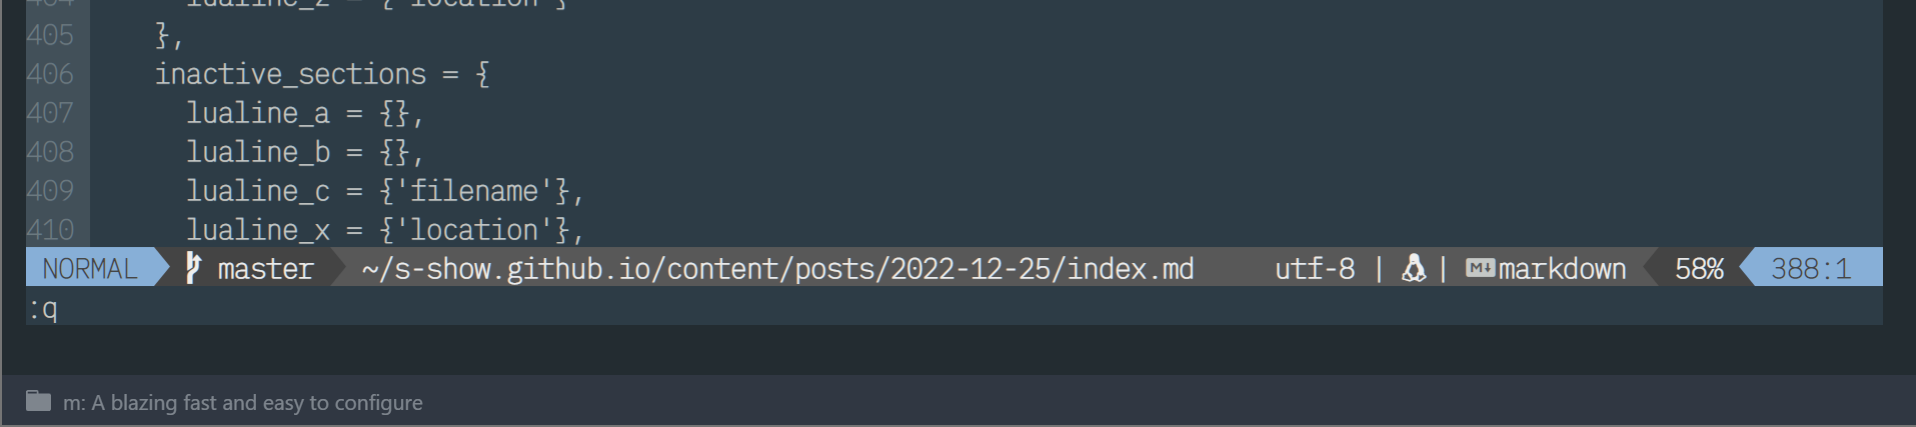 404      lualine_z = {'location'}
405    },
406    inactive_sections = {
407      lualine_a = {},
408      lualine_b = {},
409      lualine_c = {'filename'},
410      lualine_x = {'location'},
NORMAL master ~/s-show.github.io/content/posts/2022-12-25/index.md utf-8 | | M↓ markdown 58% 388:1
:q
m: A blazing fast and easy to configure